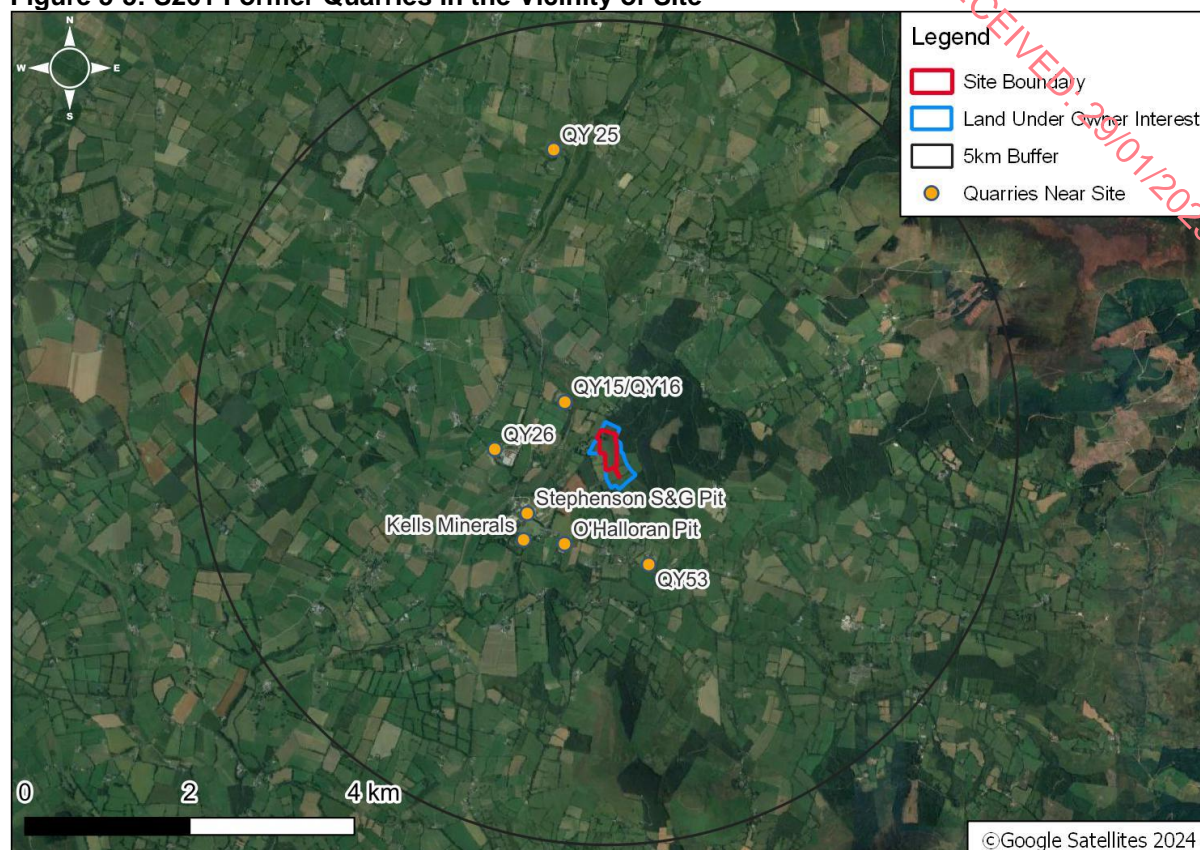 N
W E
S
Legend
Site Boundary
Land Under Owner Interest
5km Buffer
Quarries Near Site
QY 25
QY15/QY16
QY26
Stephenson S&G Pit
Kells Minerals
O'Halloran Pit
QY53
0 2 4 km
©Google Satellites 2024